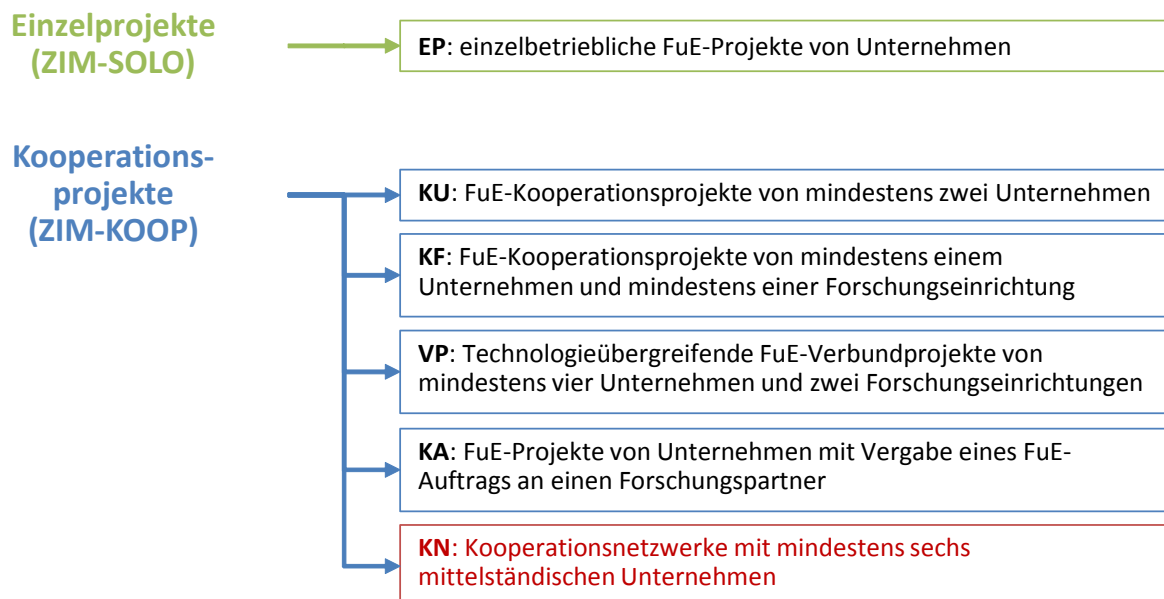 Einzelprojekte
(ZIM-SOLO)
EP: einzelbetriebliche FuE-Projekte von Unternehmen
Kooperations-
projekte
(ZIM-KOOP)
KU: FuE-Kooperationsprojekte von mindestens zwei Unternehmen
KF: FuE-Kooperationsprojekte von mindestens einem
Unternehmen und mindestens einer Forschungseinrichtung
VP: Technologieübergreifende FuE-Verbundprojekte von
mindestens vier Unternehmen und zwei Forschungseinrichtungen
KA: FuE-Projekte von Unternehmen mit Vergabe eines FuE-
Auftrags an einen Forschungspartner
KN: Kooperationsnetzwerke mit mindestens sechs
mittelständischen Unternehmen